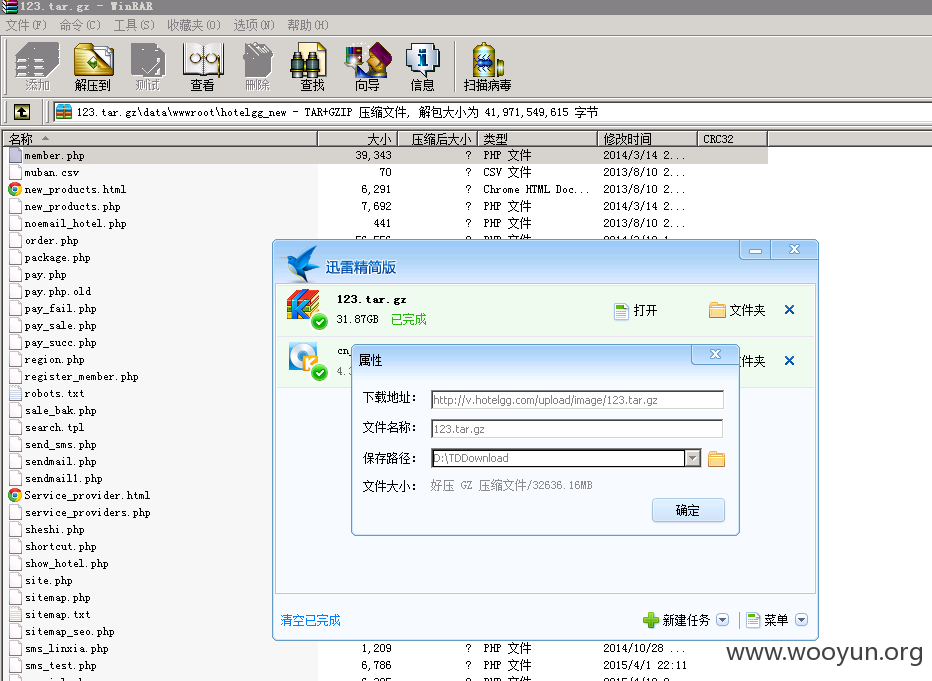 123.tar.gz - WinRAR
文件(F) 命令(C) 工具(S) 收藏夹(O) 选项(N) 帮助(H)
添加 解压到 测试 查看 删除 查找 向导 信息 扫描病毒
123.tar.gz\data\wwwroot\hotelgg_new - TAR+GZIP 压缩文件, 解包大小为 41,971,549,615 字节
名称 大小 压缩后大小 类型 修改时间 CRC32
member.php 39,343 ? PHP 文件 2014/3/14 2...
muban.csv 70 ? CSV 文件 2013/8/10 2...
new_products.html 6,291 ? Chrome HTML Doc... 2013/8/10 2...
new_products.php 7,692 ? PHP 文件 2014/3/14 2...
noemail_hotel.php 441 ? PHP 文件 2013/8/10 2...
order.php
package.php
pay.php
pay.php.old
pay_fail.php
pay_sale.php
pay_succ.php
region.php
register_member.php
robots.txt
sale_bak.php
search.tpl
send_sms.php
sendmail.php
sendmail1.php
Service_provider.html
service_providers.php
sheshi.php
shortcut.php
show_hotel.php
site.php
sitemap.php
sitemap.txt
sitemap_seo.php
sms_linxia.php 1,209 ? PHP 文件 2014/10/28 ...
sms_test.php 6,786 ? PHP 文件 2015/4/1 22:11
迅雷精简版
123.tar.gz
31.87GB 已完成
打开 文件夹
cn_
4.
件夹
属性
下载地址: http://v.hotelgg.com/upload/image/123.tar.gz
文件名称: 123.tar.gz
保存路径: D:\TDDownload
文件大小: 好压 GZ 压缩文件/32636.16MB
确定
清空已完成 新建任务 菜单
www.wooyun.org